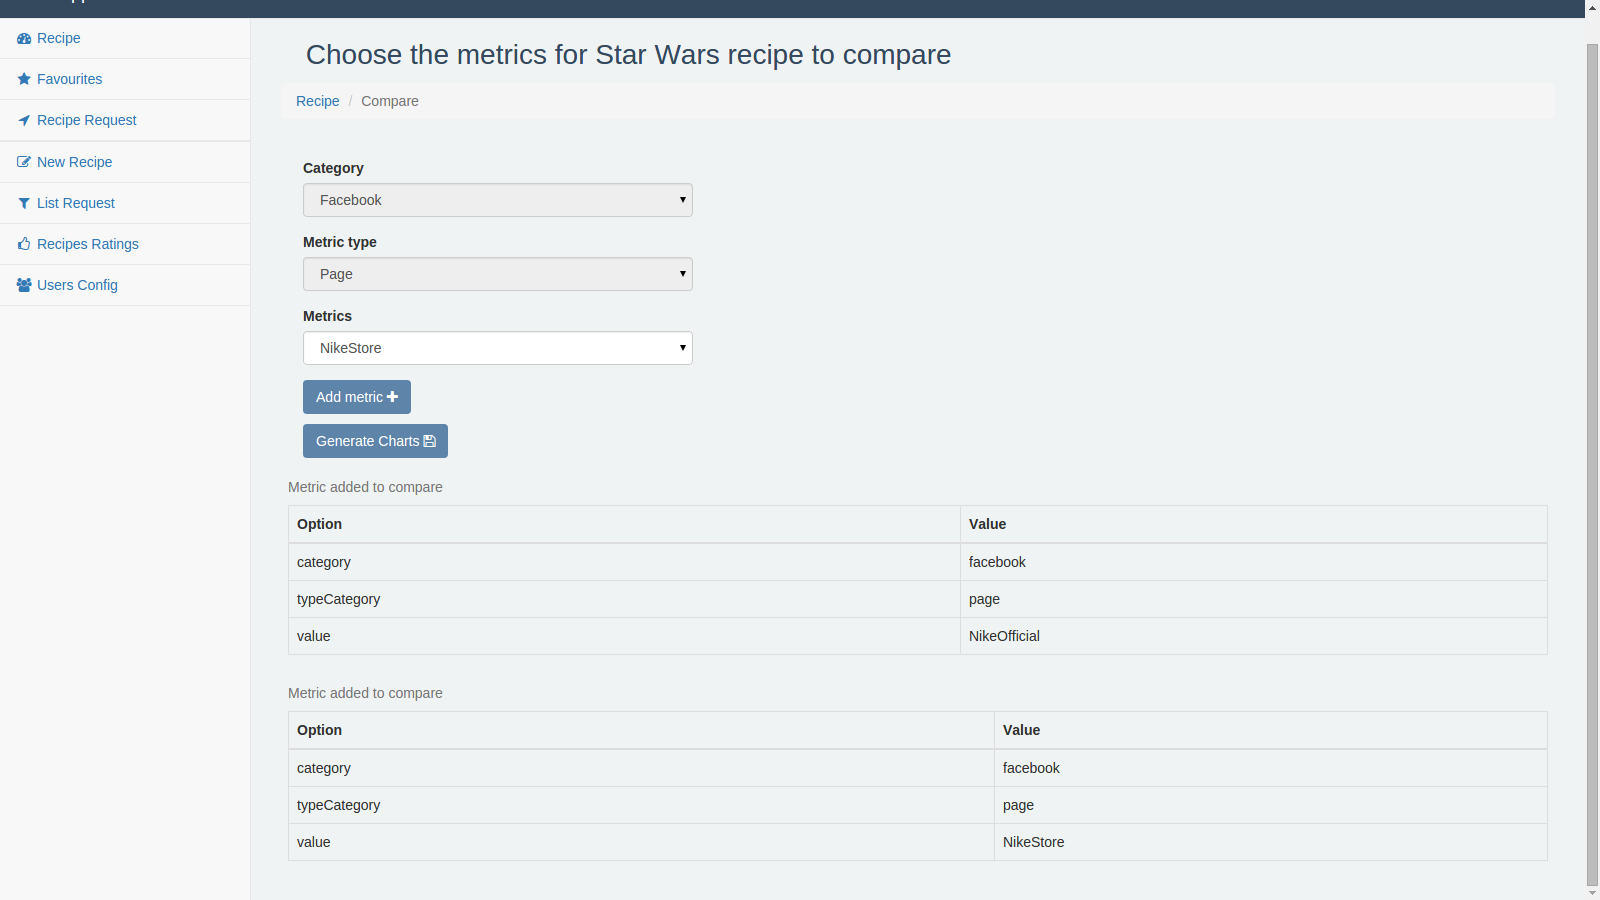 Recipe
Favourites
Recipe Request
New Recipe
List Request
Recipes Ratings
Users Config
Choose the metrics for Star Wars recipe to compare
Recipe / Compare
Category
Facebook
Metric type
Page
Metrics
NikeStore
Add metric
Generate Charts
Metric added to compare
Option Value
category facebook
typeCategory page
value NikeOfficial
Metric added to compare
Option Value
category facebook
typeCategory page
value NikeStore